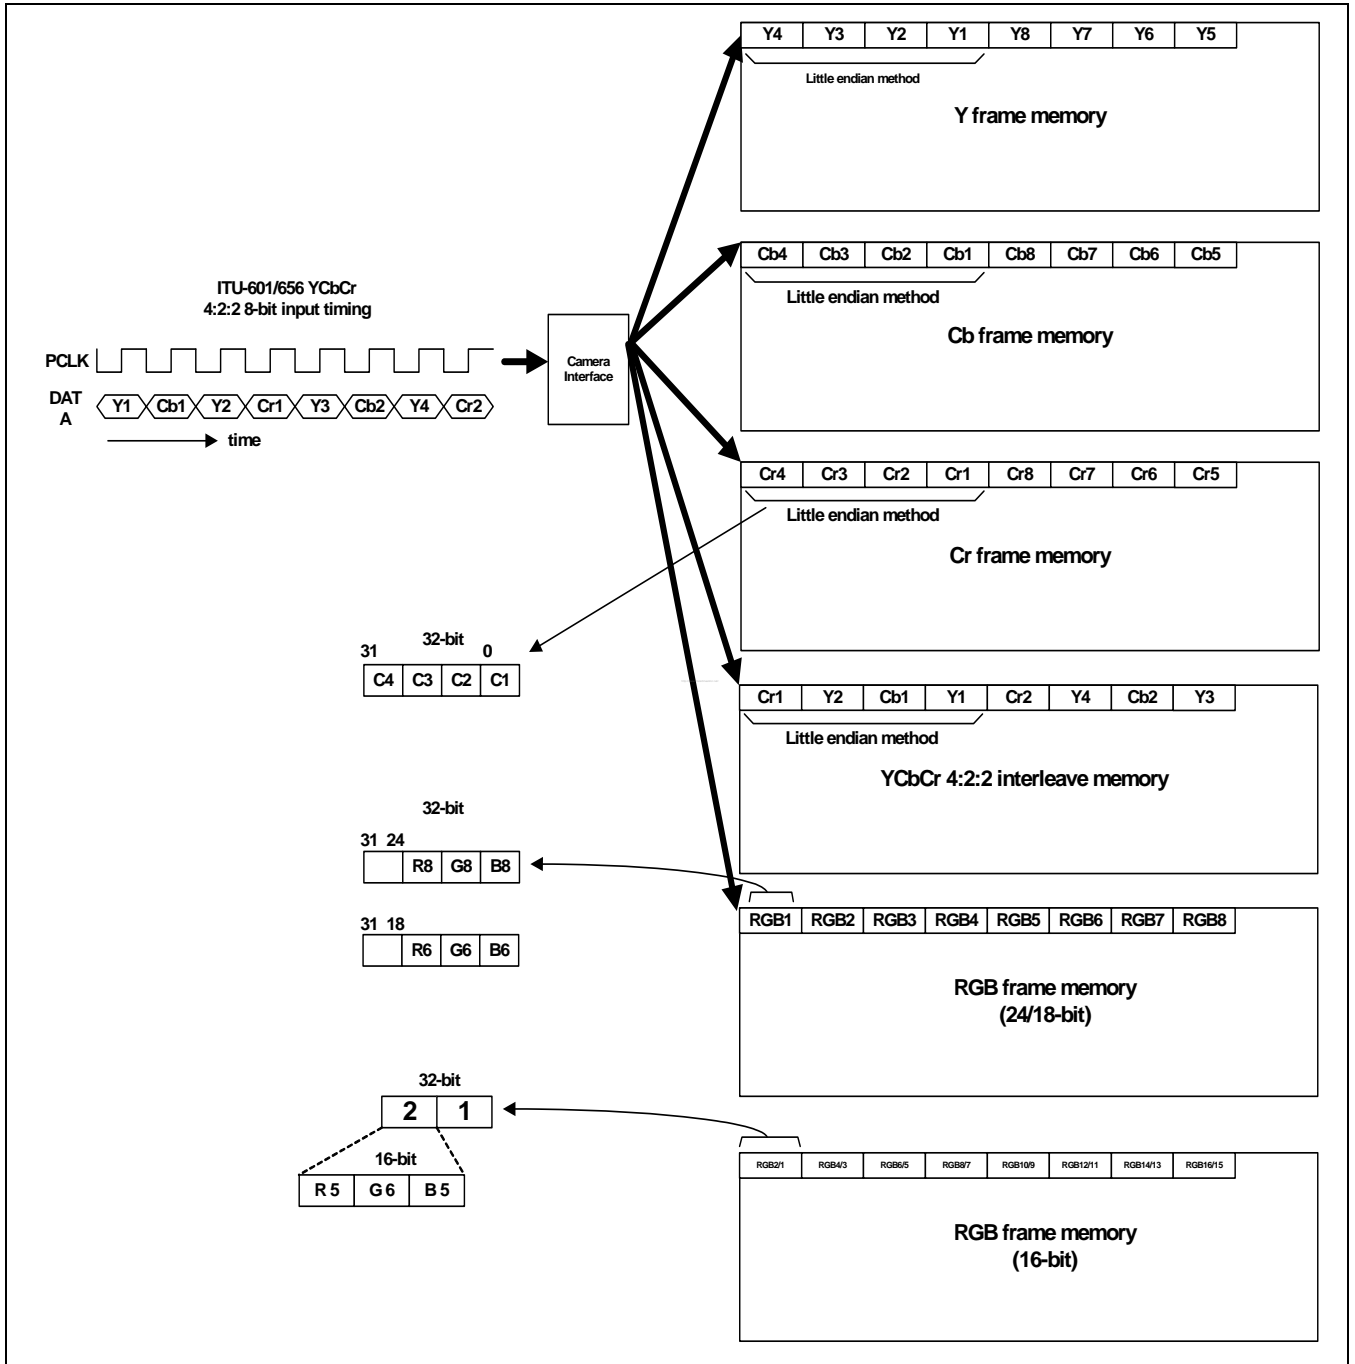 Y4 Y3 Y2 Y1 Y8 Y7 Y6 Y5
Little endian method
Y frame memory
Cb4 Cb3 Cb2 Cb1 Cb8 Cb7 Cb6 Cb5
Little endian method
Cb frame memory
ITU-601/656 YCbCr
4:2:2 8-bit input timing
PCLK
DAT
A
Y1 Cb1 Y2 Cr1 Y3 Cb2 Y4 Cr2
time
Camera
Interface
Cr4 Cr3 Cr2 Cr1 Cr8 Cr7 Cr6 Cr5
Little endian method
Cr frame memory
32-bit
31 0
C4 C3 C2 C1
Cr1 Y2 Cb1 Y1 Cr2 Y4 Cb2 Y3
Little endian method
YCbCr 4:2:2 interleave memory
32-bit
31 24
R8 G8 B8
31 18
R6 G6 B6
RGB1 RGB2 RGB3 RGB4 RGB5 RGB6 RGB7 RGB8
RGB frame memory
(24/18-bit)
32-bit
2 1
16-bit
R 5 G 6 B 5
RGB2/1 RGB4/3 RGB6/5 RGB8/7 RGB10/9 RGB12/11 RGB14/13 RGB16/15
RGB frame memory
(16-bit)